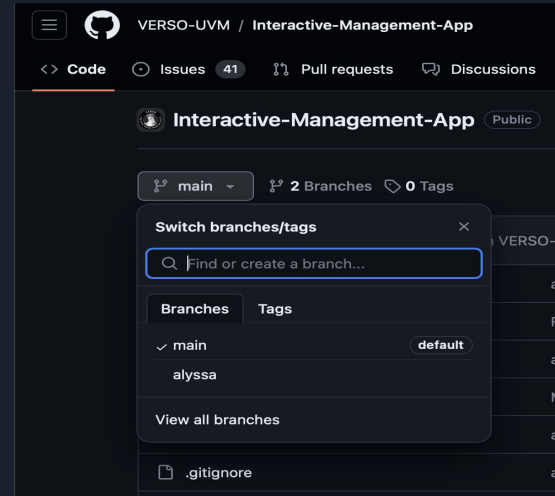 VERSO-UVM / Interactive-Management-App
Code Issues 41 Pull requests Discussions
Interactive-Management-App Public
main 2 Branches 0 Tags
Switch branches/tags
VERSO-
Find or create a branch...
Branches Tags
main default
alyssa
View all branches
.gitignore